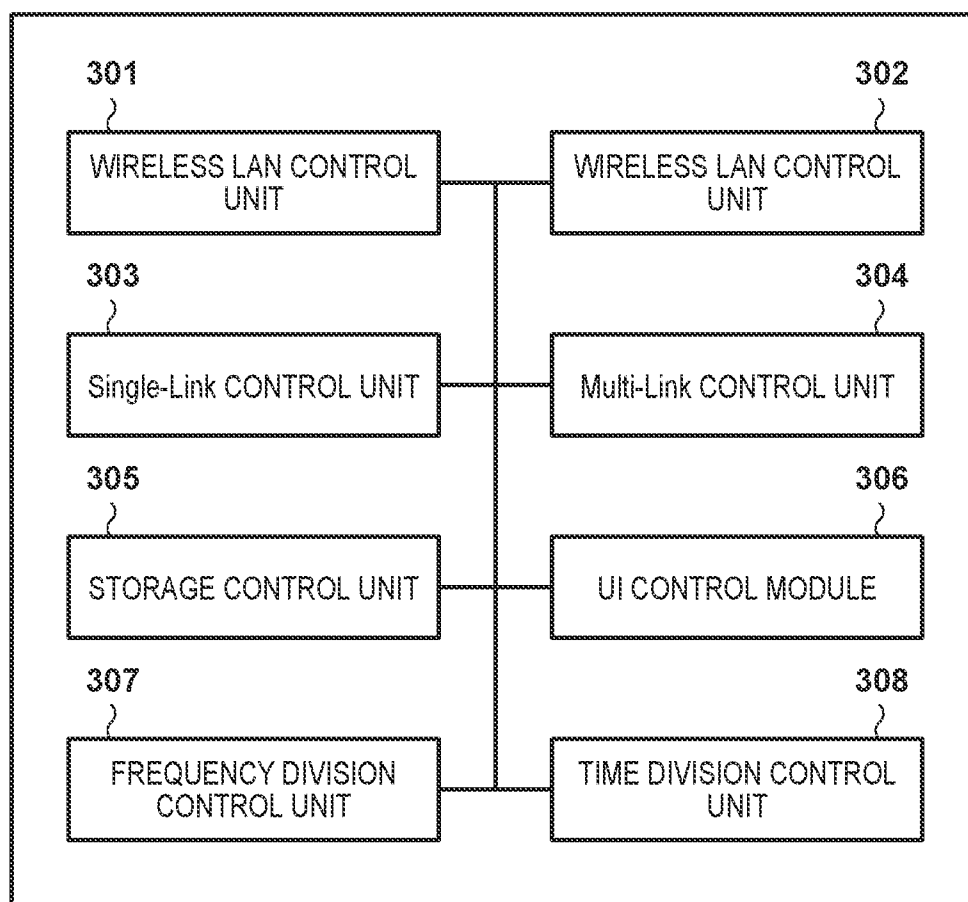 301
302
WIRELESS LAN CONTROL
UNIT
WIRELESS LAN CONTROL
UNIT
303
304
Single-Link CONTROL UNIT
Multi-Link CONTROL UNIT
305
306
STORAGE CONTROL UNIT
UI CONTROL MODULE
307
308
FREQUENCY DIVISION
CONTROL UNIT
TIME DIVISION CONTROL
UNIT